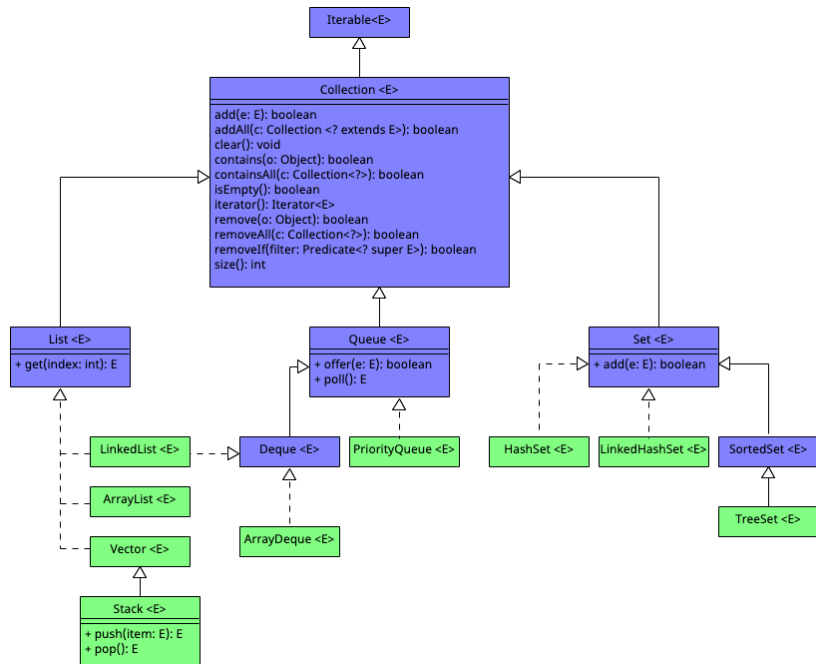 Iterable<E>
Collection <E>
add(e: E): boolean
addAll(c: Collection <? extends E>): boolean
clear(): void
contains(o: Object): boolean
containsAll(c: Collection<?>): boolean
isEmpty(): boolean
iterator(): Iterator<E>
remove(o: Object): boolean
removeAll(c: Collection<?>): boolean
removeIf(filter: Predicate<? super E>): boolean
size(): int
List <E>
+ get(index: int): E
Queue <E>
+ offer(e: E): boolean
+ poll(): E
Set <E>
+ add(e: E): boolean
LinkedList <E>
Deque <E>
PriorityQueue <E>
HashSet <E>
LinkedHashSet <E>
SortedSet <E>
ArrayList <E>
TreeSet <E>
ArrayDeque <E>
Vector <E>
Stack <E>
+ push(item: E): E
+ pop(): E